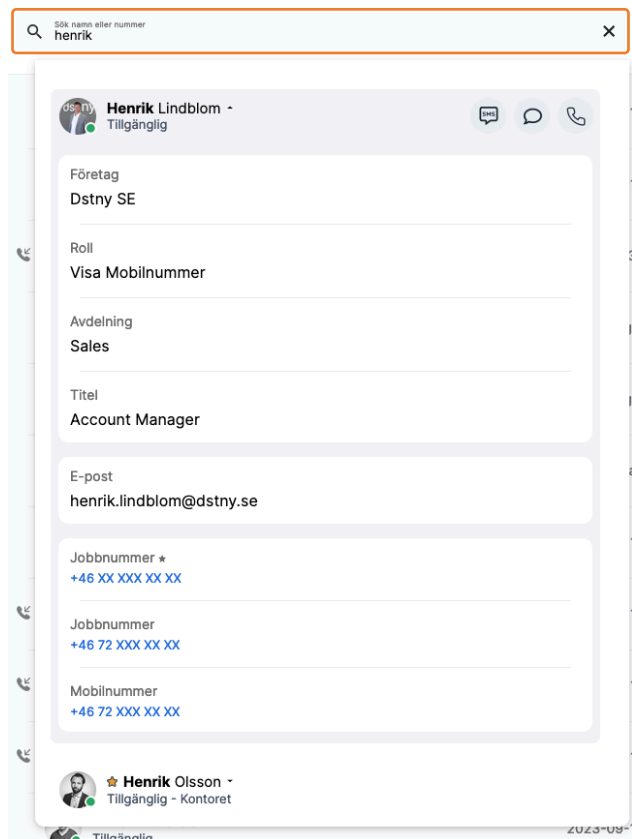 Sök namn eller nummer
henrik
Henrik Lindblom
Tillgänglig
SMS
Företag
Dstny SE
Roll
Visa Mobilnummer
Avdelning
Sales
Titel
Account Manager
E-post
henrik.lindblom@dstny.se
Jobbnummer ★
+46 XX XXX XX XX
Jobbnummer
+46 72 XXX XX XX
Mobilnummer
+46 72 XXX XX XX
Henrik Olsson
Tillgänglig - Kontoret
Tillgänglig
2023-09-